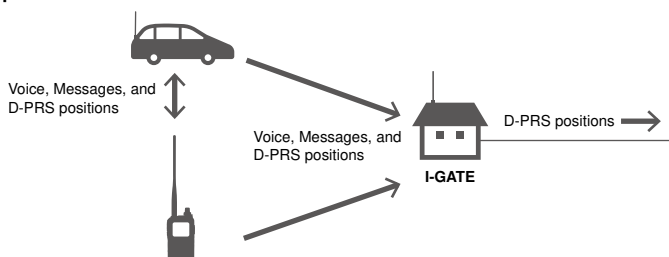 Voice, Messages, and
D-PRS positions
Voice, Messages, and
D-PRS positions
I-GATE
D-PRS positions